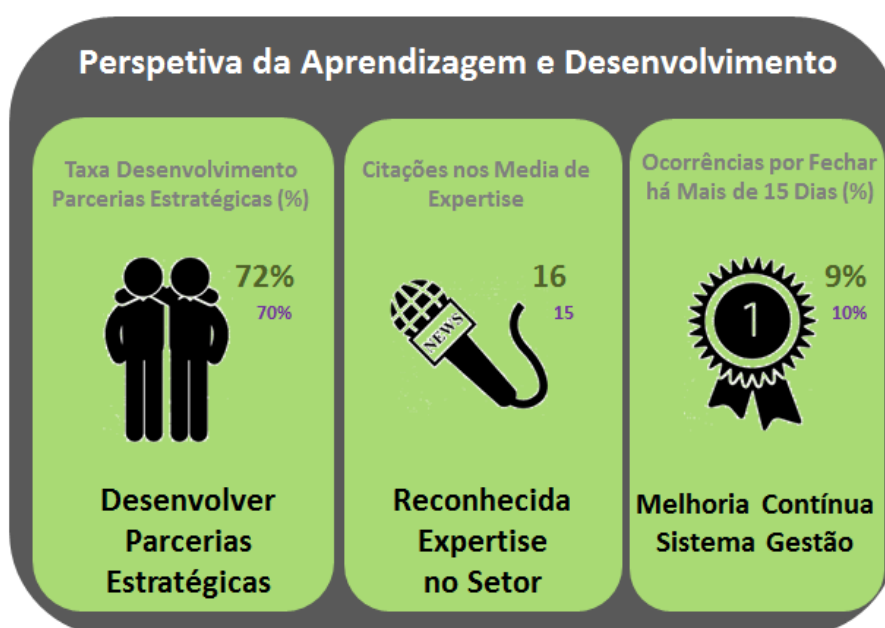 Perspetiva da Aprendizagem e Desenvolvimento
Taxa Desenvolvimento
Parcerias Estratégicas (%)
72%
70%
Desenvolver
Parcerias
Estratégicas
Citações nos Media de
Expertise
16
15
NEWS
Reconhecida
Expertise
no Setor
Ocorrências por Fechar
há Mais de 15 Dias (%)
9%
10%
1
Melhoria Contínua
Sistema Gestão